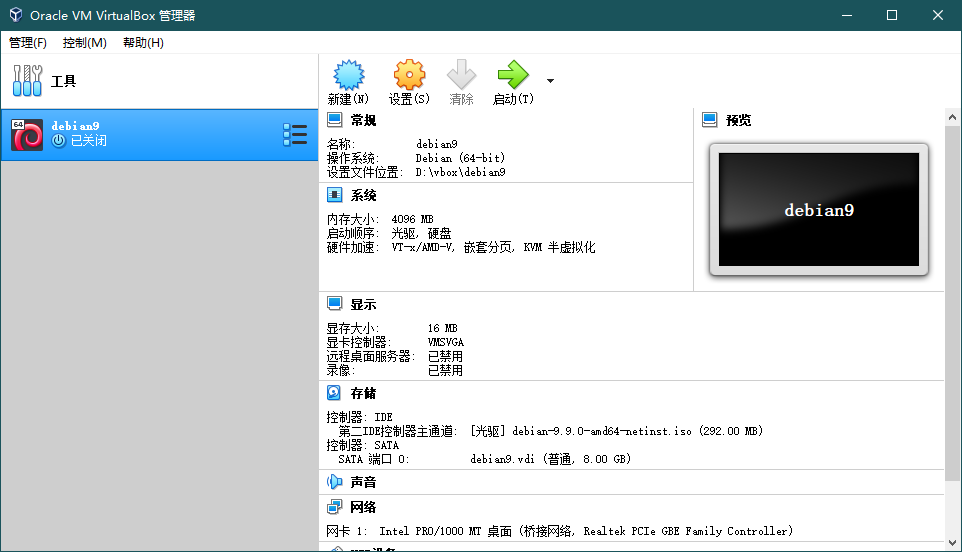 Oracle VM VirtualBox 管理器
管理(F) 控制(M) 帮助(H)
工具
新建(N) 设置(S) 清除 启动(T)
64
debian9
已关闭
常规
名称: debian9
操作系统: Debian (64-bit)
设置文件位置: D:\vbox\debian9
预览
debian9
系统
内存大小: 4096 MB
启动顺序: 光驱, 硬盘
硬件加速: VT-x/AMD-V, 嵌套分页, KVM 半虚拟化
显示
显存大小: 16 MB
显卡控制器: VMSVGA
远程桌面服务器: 已禁用
录像: 已禁用
存储
控制器: IDE
第二IDE控制器主通道: [光驱] debian-9.9.0-amd64-netinst.iso (292.00 MB)
控制器: SATA
SATA 端口 0: debian9.vdi (普通, 8.00 GB)
声音
网络
网卡 1: Intel PRO/1000 MT 桌面 (桥接网络, Realtek PCIe GBE Family Controller)